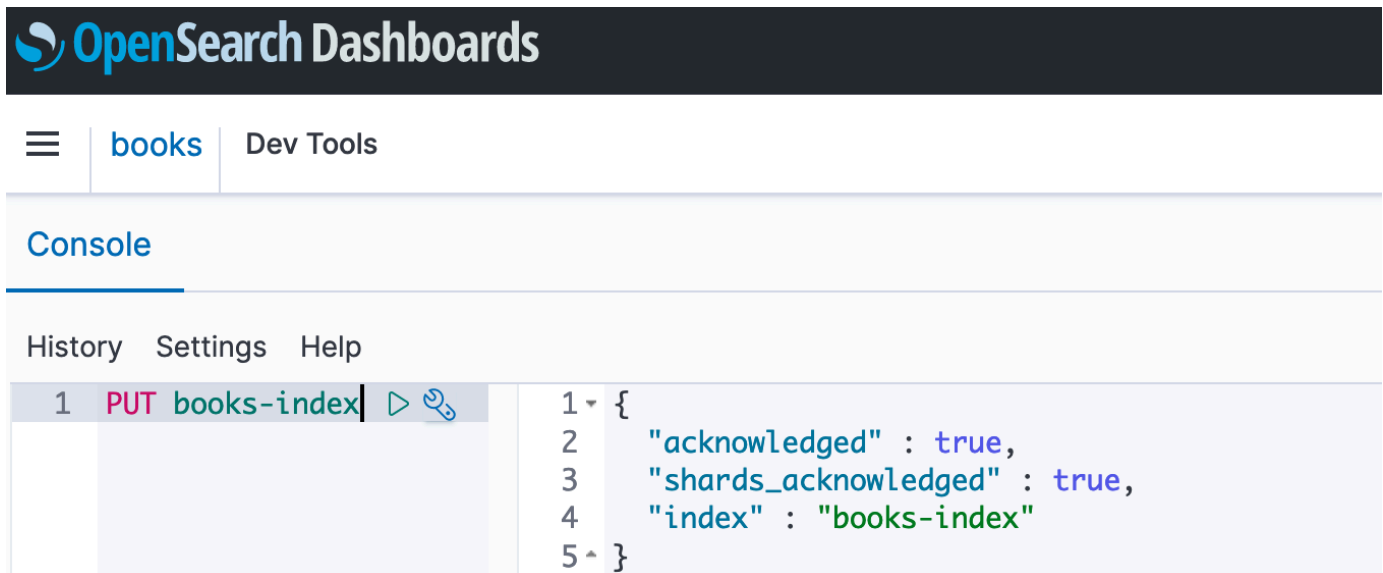 OpenSearch Dashboards
books Dev Tools
Console
History Settings Help
1 PUT books-index
1 {
2 "acknowledged" : true,
3 "shards_acknowledged" : true,
4 "index" : "books-index"
5 }